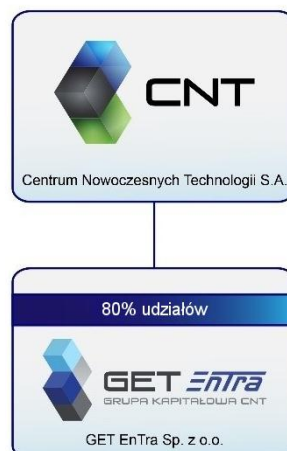 CNT
Centrum Nowoczesnych Technologii S.A.
80% udziałów
GET EnTra
GRUPA KAPITAŁOWA CNT
GET EnTra Sp. z o.o.